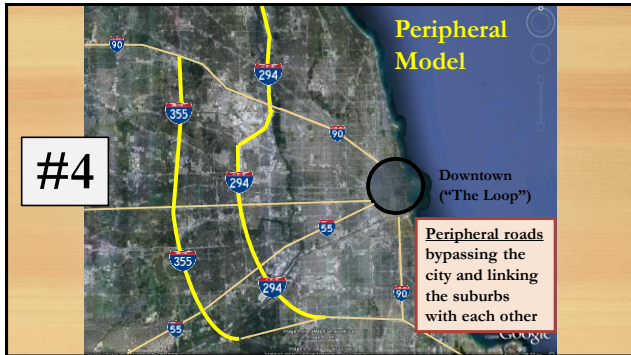 Peripheral
Model
90
294
355
90
#4
294
Downtown
("The Loop")
55
Peripheral roads
bypassing the
city and linking
the suburbs
with each other
355
294
90
55
Google